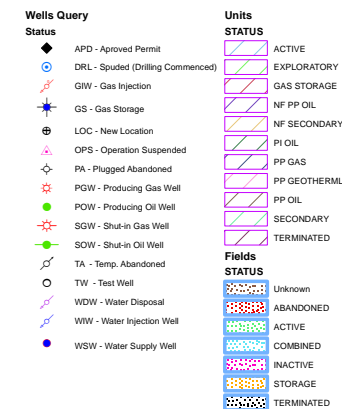 Wells Query
Status
APD - Aproved Permit
DRL - Spuded (Drilling Commenced)
GIW - Gas Injection
GS - Gas Storage
LOC - New Location
OPS - Operation Suspended
PA - Plugged Abandoned
PGW - Producing Gas Well
POW - Producing Oil Well
SGW - Shut-in Gas Well
SOW - Shut-in Oil Well
TA - Temp. Abandoned
TW - Test Well
WDW - Water Disposal
WIW - Water Injection Well
WSW - Water Supply Well
Units
STATUS
ACTIVE
EXPLORATORY
GAS STORAGE
NF PP OIL
NF SECONDARY
PI OIL
PP GAS
PP GEOTHERML
PP OIL
SECONDARY
TERMINATED
Fields
STATUS
Unknown
ABANDONED
ACTIVE
COMBINED
INACTIVE
STORAGE
TERMINATED